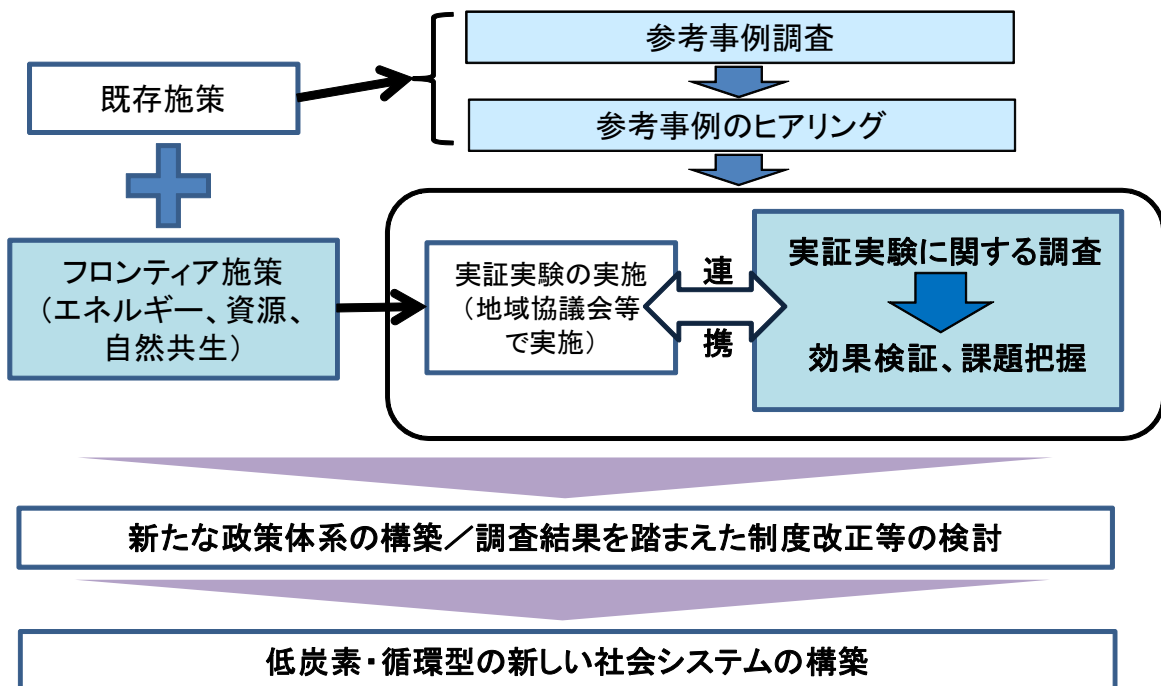 参考事例調査
既存施策
参考事例のヒアリング
フロンティア施策
（エネルギー、資源、
自然共生）
実証実験の実施
（地域協議会等
で実施）
連
携
実証実験に関する調査
効果検証、課題把握
新たな政策体系の構築／調査結果を踏まえた制度改正等の検討
低炭素・循環型の新しい社会システムの構築